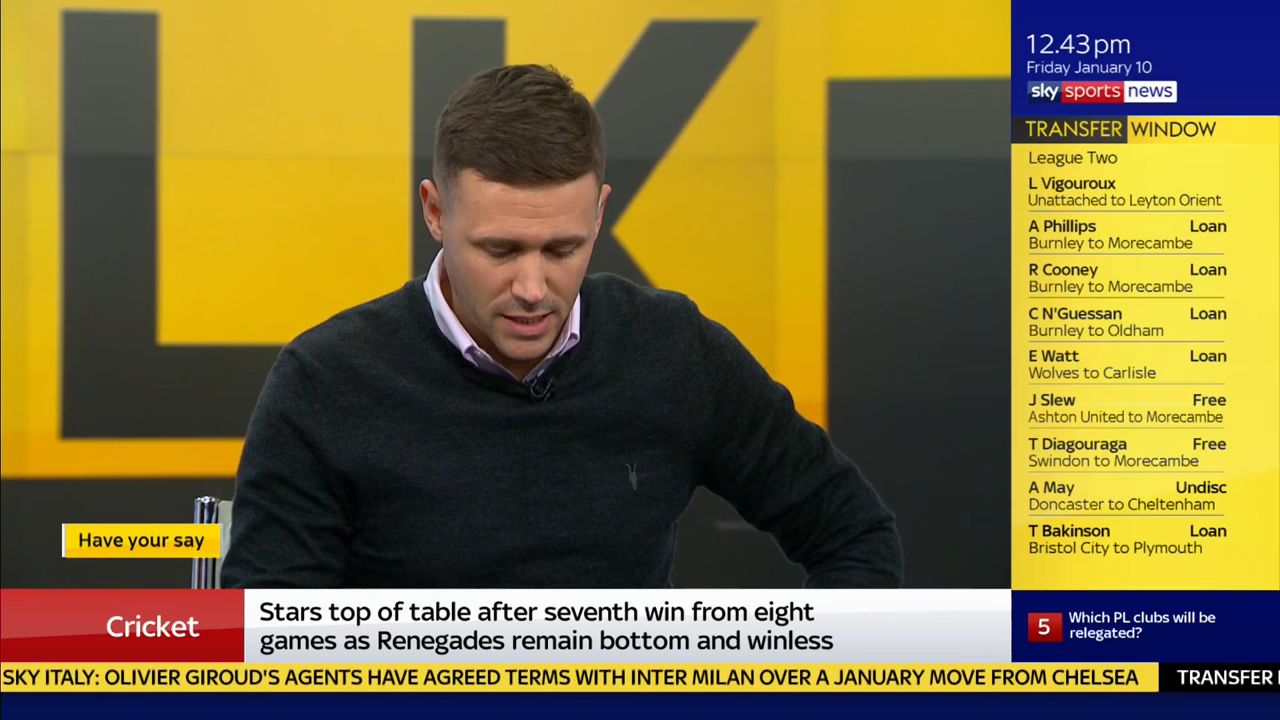 LK
12.43pm
Friday January 10
sky sports news
TRANSFER WINDOW
League Two
L Vigouroux
Unattached to Leyton Orient
A Phillips Loan
Burnley to Morecambe
R Cooney Loan
Burnley to Morecambe
C N'Guessan Loan
Burnley to Oldham
E Watt Loan
Wolves to Carlisle
J Slew Free
Ashton United to Morecambe
T Diagouraga Free
Swindon to Morecambe
A May Undisc
Doncaster to Cheltenham
T Bakinson Loan
Bristol City to Plymouth
Have your say
Cricket
Stars top of table after seventh win from eight
games as Renegades remain bottom and winless
5 Which PL clubs will be
relegated?
SKY ITALY: OLIVIER GIROUD'S AGENTS HAVE AGREED TERMS WITH INTER MILAN OVER A JANUARY MOVE FROM CHELSEA TRANSFER